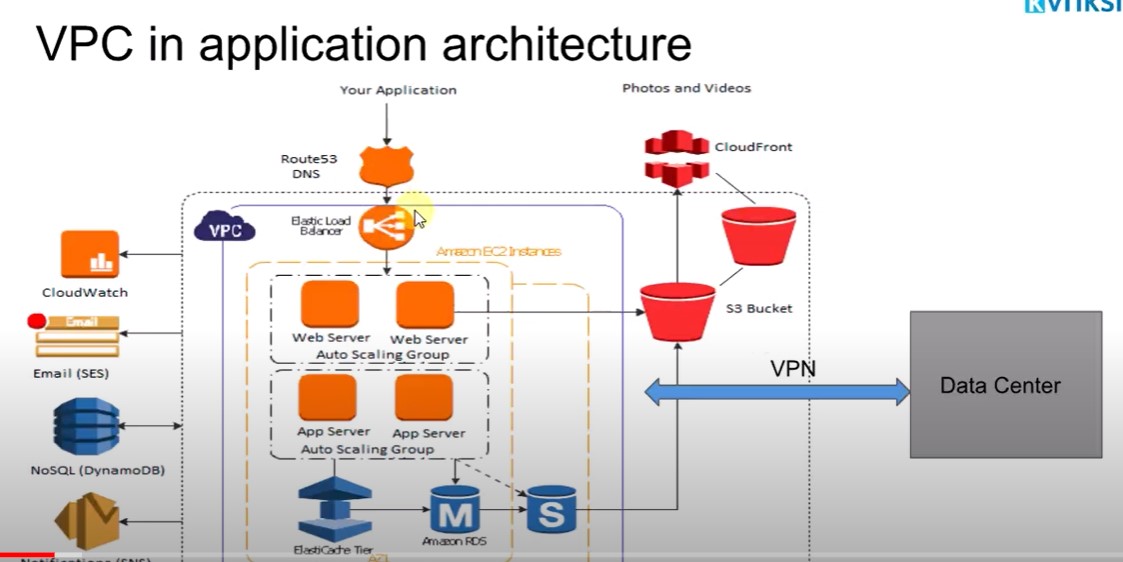 VPC in application architecture
Your Application
Photos and Videos
Route53
DNS
CloudFront
VPC
Elastic Load
Balancer
Amazon EC2 Instances
CloudWatch
Web Server Web Server
Auto Scaling Group
S3 Bucket
Email
Email (SES)
VPN
Data Center
App Server App Server
Auto Scaling Group
NoSQL (DynamoDB)
M
S
Amazon RDS
ElastiCache Tier
AZ1
Notifications (SNS)